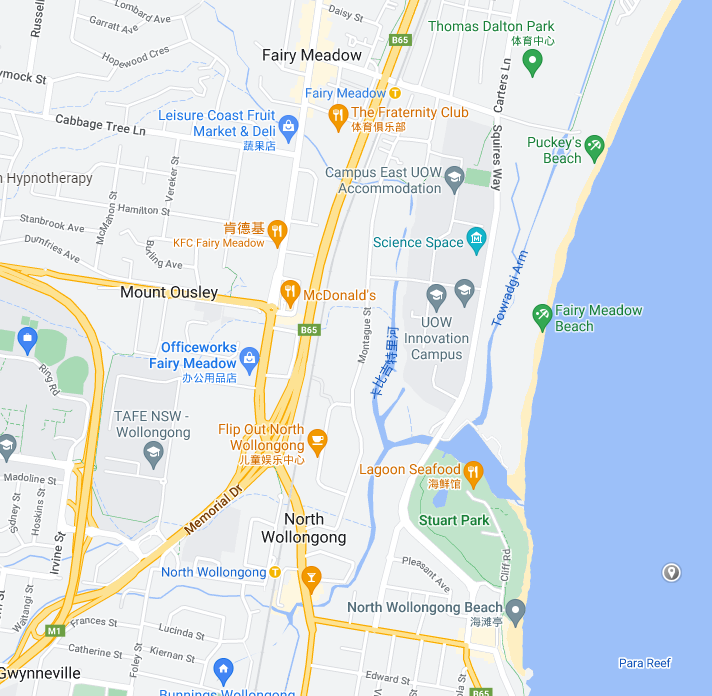 Lombard Ave
Daisy St
Russell
Garratt Ave
Thomas Dalton Park
体育中心
B65
Hopewood Cres
Fairy Meadow
Carters Ln
ymock St
Fairy Meadow
T
Leisure Coast Fruit
Market & Deli
蔬果店
The Fraternity Club
体育俱乐部
Cabbage Tree Ln
Squires Way
Puckey's
Beach
n Hypnotherapy
Vereker St
Campus East UOW
Accommodation
McManon St
Hamilton St
Stanbrook Ave
肯德基
KFC Fairy Meadow
Dumfries Ave
Burling Ave
Science Space
Towradgi Arm
Mount Ousley
McDonald's
Fairy Meadow
Beach
B65
Montague St
UOW
Innovation
Campus
卡比吉特里河
Officeworks
Fairy Meadow
办公用品店
Ring Rd
TAFE NSW -
Wollongong
Flip Out North
Wollongong
儿童娱乐中心
Lagoon Seafood
海鲜馆
Madoline St
Sidney St
Hoskins St
Memorial Dr
Stuart Park
North
Wollongong
Irvine St
Pleasant Ave
Cliff Rd
North Wollongong
T
Watangi St
North Wollongong Beach
海滩亭
M1
Frances St
Lucinda St
Foley St
Catherine St
Kiernan St
Gwynneville
Para Reef
Edward St
Bunnings Wollongong
B65